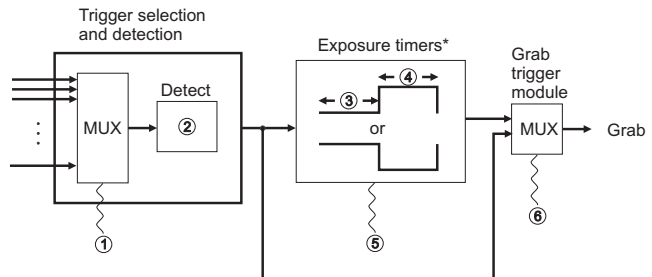 Trigger selection
and detection
Exposure timers*
Grab
trigger
module
Detect
MUX
②
③
④
or
MUX
Grab
①
⑤
⑥